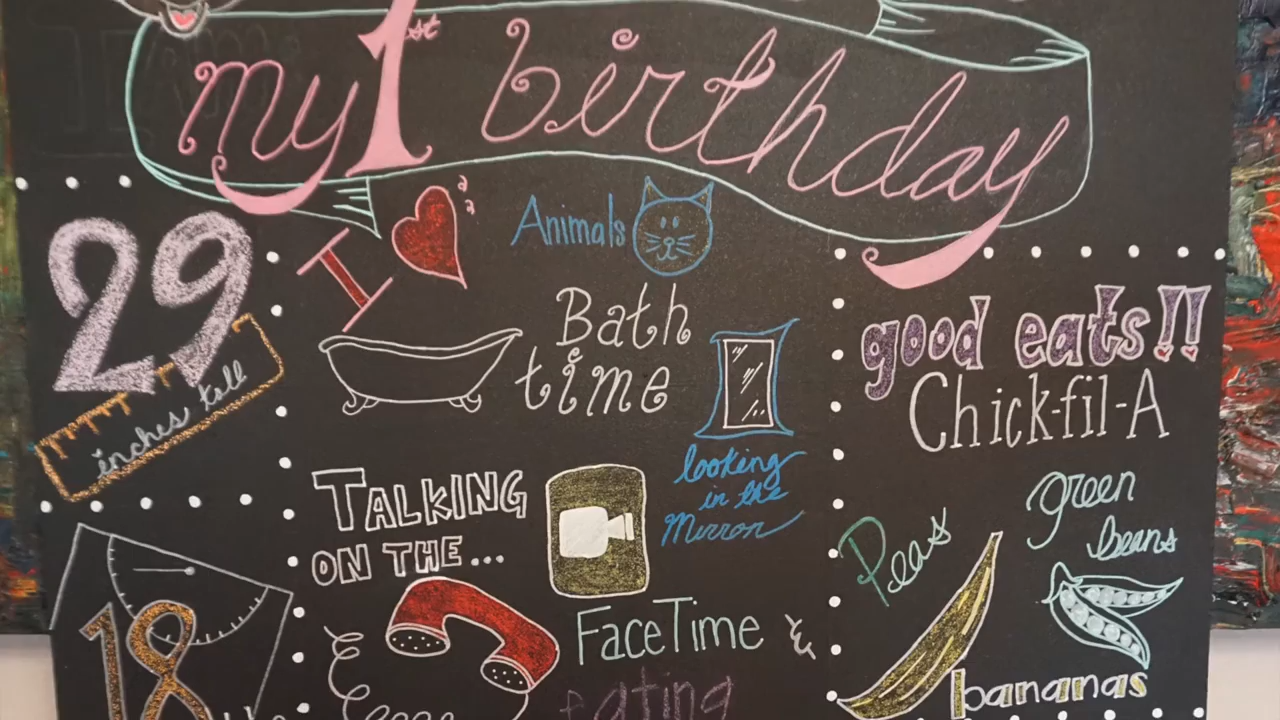 my 1st birthday
29
inches tall
I
Animals
Bath
time
looking
in the
Mirror
TALKING
ON THE...
FaceTime &
eating
good eats!!
Chick-fil-A
green
beans
Peas
bananas
18